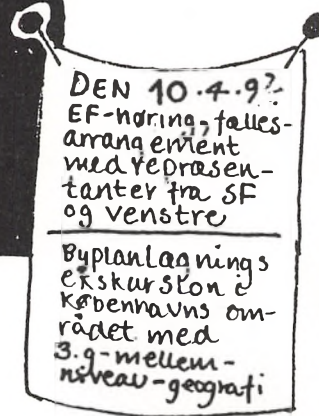 DEN 10.4.92
EF-høring, fælles-
arrangement
med repræsen-
tanter fra SF
og Venstre
Byplanlægnings
ekskursion i
Københavns om-
rådet med
3.g-mellem-
niveau-geografi